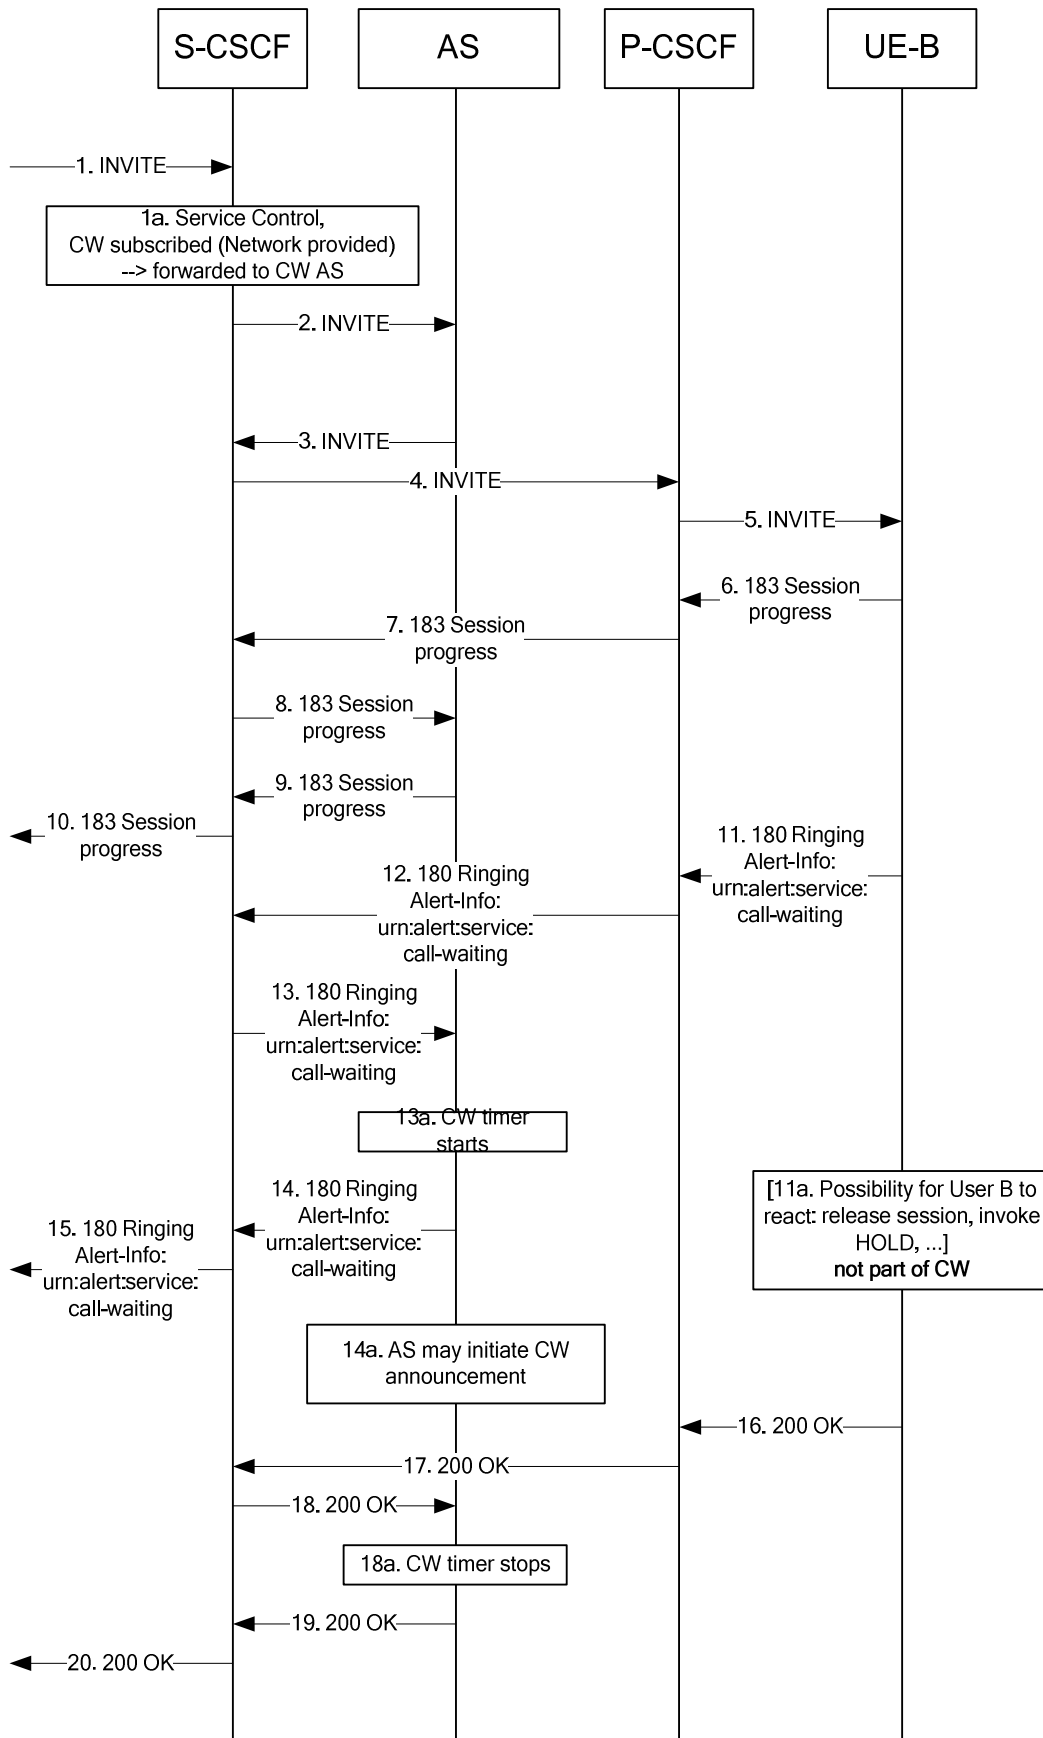 S-CSCF
AS
P-CSCF
UE-B
1. INVITE
1a. Service Control,
CW subscribed (Network provided)
--> forwarded to CW AS
2. INVITE
3. INVITE
4. INVITE
5. INVITE
6. 183 Session
progress
7. 183 Session
progress
8. 183 Session
progress
9. 183 Session
progress
10. 183 Session
progress
11. 180 Ringing
Alert-Info:
urn:alert:service:
call-waiting
12. 180 Ringing
Alert-Info:
urn:alert:service:
call-waiting
13. 180 Ringing
Alert-Info:
urn:alert:service:
call-waiting
13a. CW timer
starts
[11a. Possibility for User B to
react: release session, invoke
HOLD, ...]
not part of CW
14. 180 Ringing
Alert-Info:
urn:alert:service:
call-waiting
15. 180 Ringing
Alert-Info:
urn:alert:service:
call-waiting
14a. AS may initiate CW
announcement
16. 200 OK
17. 200 OK
18. 200 OK
18a. CW timer stops
19. 200 OK
20. 200 OK